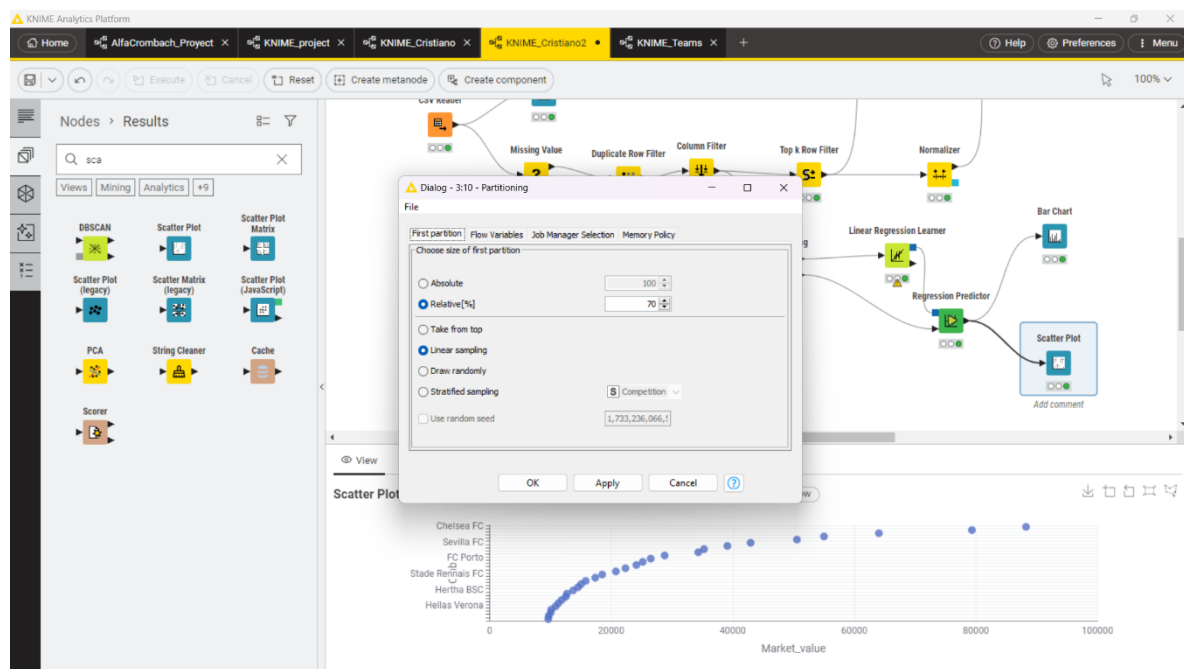 KNIME Analytics Platform
Home
AlfaCrombach_Proyect
KNIME_project
KNIME_Cristiano
KNIME_Cristiano2
KNIME_Teams
Help
Preferences
Menu
Execute
Cancel
Reset
Create metanode
Create component
100%
Nodes > Results
sca
Views
Mining
Analytics
+9
DBSCAN
Scatter Plot
Scatter Plot
Matrix
Scatter Plot
(legacy)
Scatter Matrix
(legacy)
Scatter Plot
(JavaScript)
PCA
String Cleaner
Cache
Scorer
CSV Reader
Missing Value
Duplicate Row Filter
Column Filter
Top k Row Filter
Normalizer
Linear Regression Learner
Bar Chart
Regression Predictor
Scatter Plot
Add comment
Dialog - 3:10 - Partitioning
File
First partition
Flow Variables
Job Manager Selection
Memory Policy
Choose size of first partition
Absolute
100
Relative[%]
70
Take from top
Linear sampling
Draw randomly
Stratified sampling
S Competition
Use random seed
1,733,236,066,
OK
Apply
Cancel
?
View
Scatter Plot
Chelsea FC
Sevilla FC
FC Porto
Stade Rennais FC
Hertha BSC
Hellas Verona
0
20000
40000
60000
80000
100000
Market_value